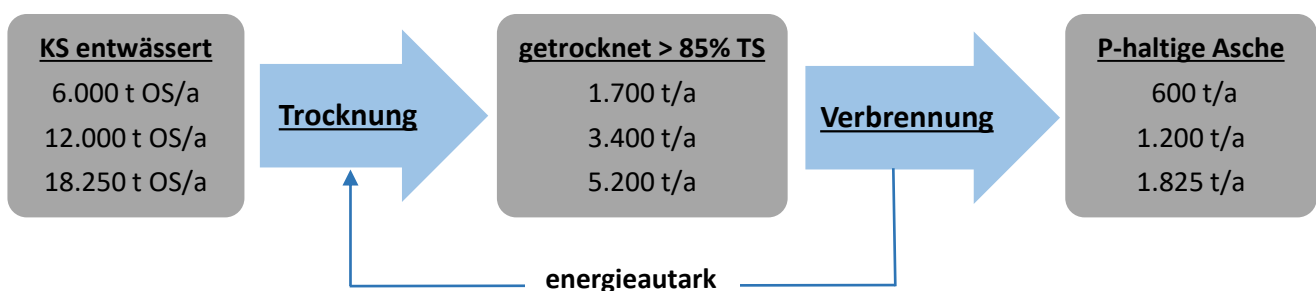 KS entwässert
6.000 t OS/a
12.000 t OS/a
18.250 t OS/a
Trocknung
getrocknet > 85% TS
1.700 t/a
3.400 t/a
5.200 t/a
Verbrennung
P-haltige Asche
600 t/a
1.200 t/a
1.825 t/a
energieautark